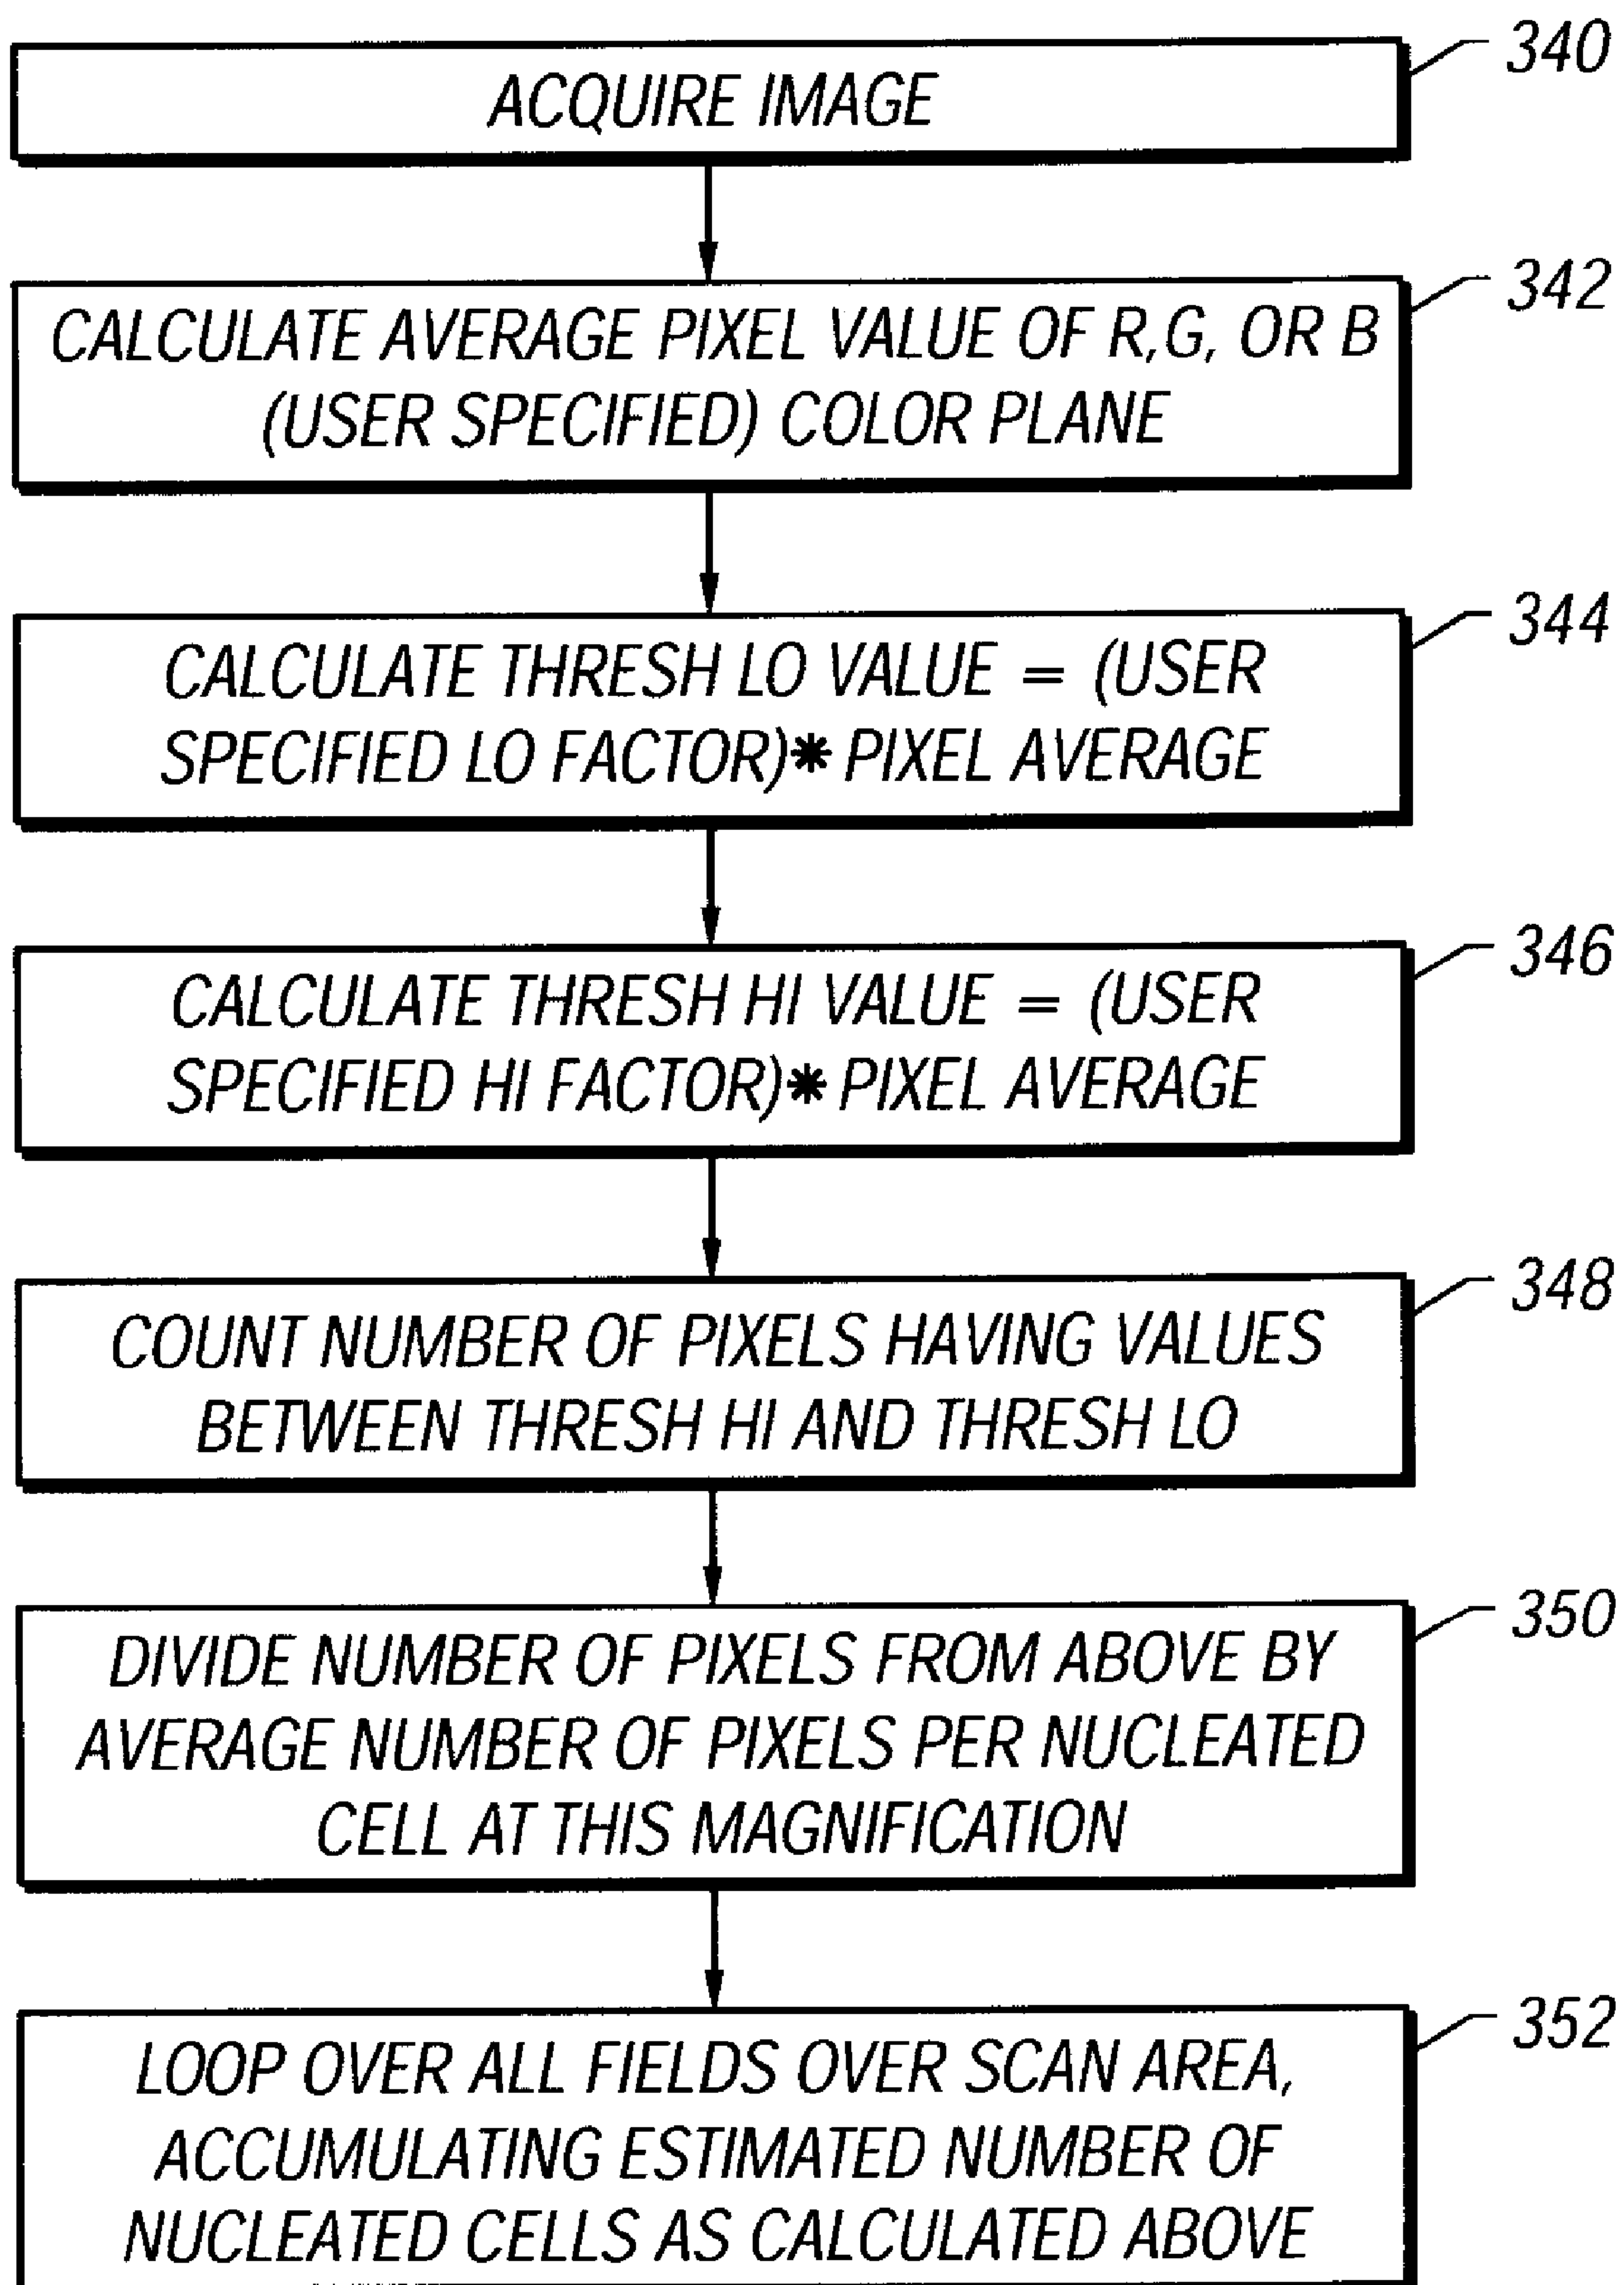 340
ACQUIRE IMAGE
342
CALCULATE AVERAGE PIXEL VALUE OF R,G, OR B
(USER SPECIFIED) COLOR PLANE
344
CALCULATE THRESH LO VALUE = (USER
SPECIFIED LO FACTOR)* PIXEL AVERAGE
346
CALCULATE THRESH HI VALUE = (USER
SPECIFIED HI FACTOR)* PIXEL AVERAGE
348
COUNT NUMBER OF PIXELS HAVING VALUES
BETWEEN THRESH HI AND THRESH LO
350
DIVIDE NUMBER OF PIXELS FROM ABOVE BY
AVERAGE NUMBER OF PIXELS PER NUCLEATED
CELL AT THIS MAGNIFICATION
352
LOOP OVER ALL FIELDS OVER SCAN AREA,
ACCUMULATING ESTIMATED NUMBER OF
NUCLEATED CELLS AS CALCULATED ABOVE